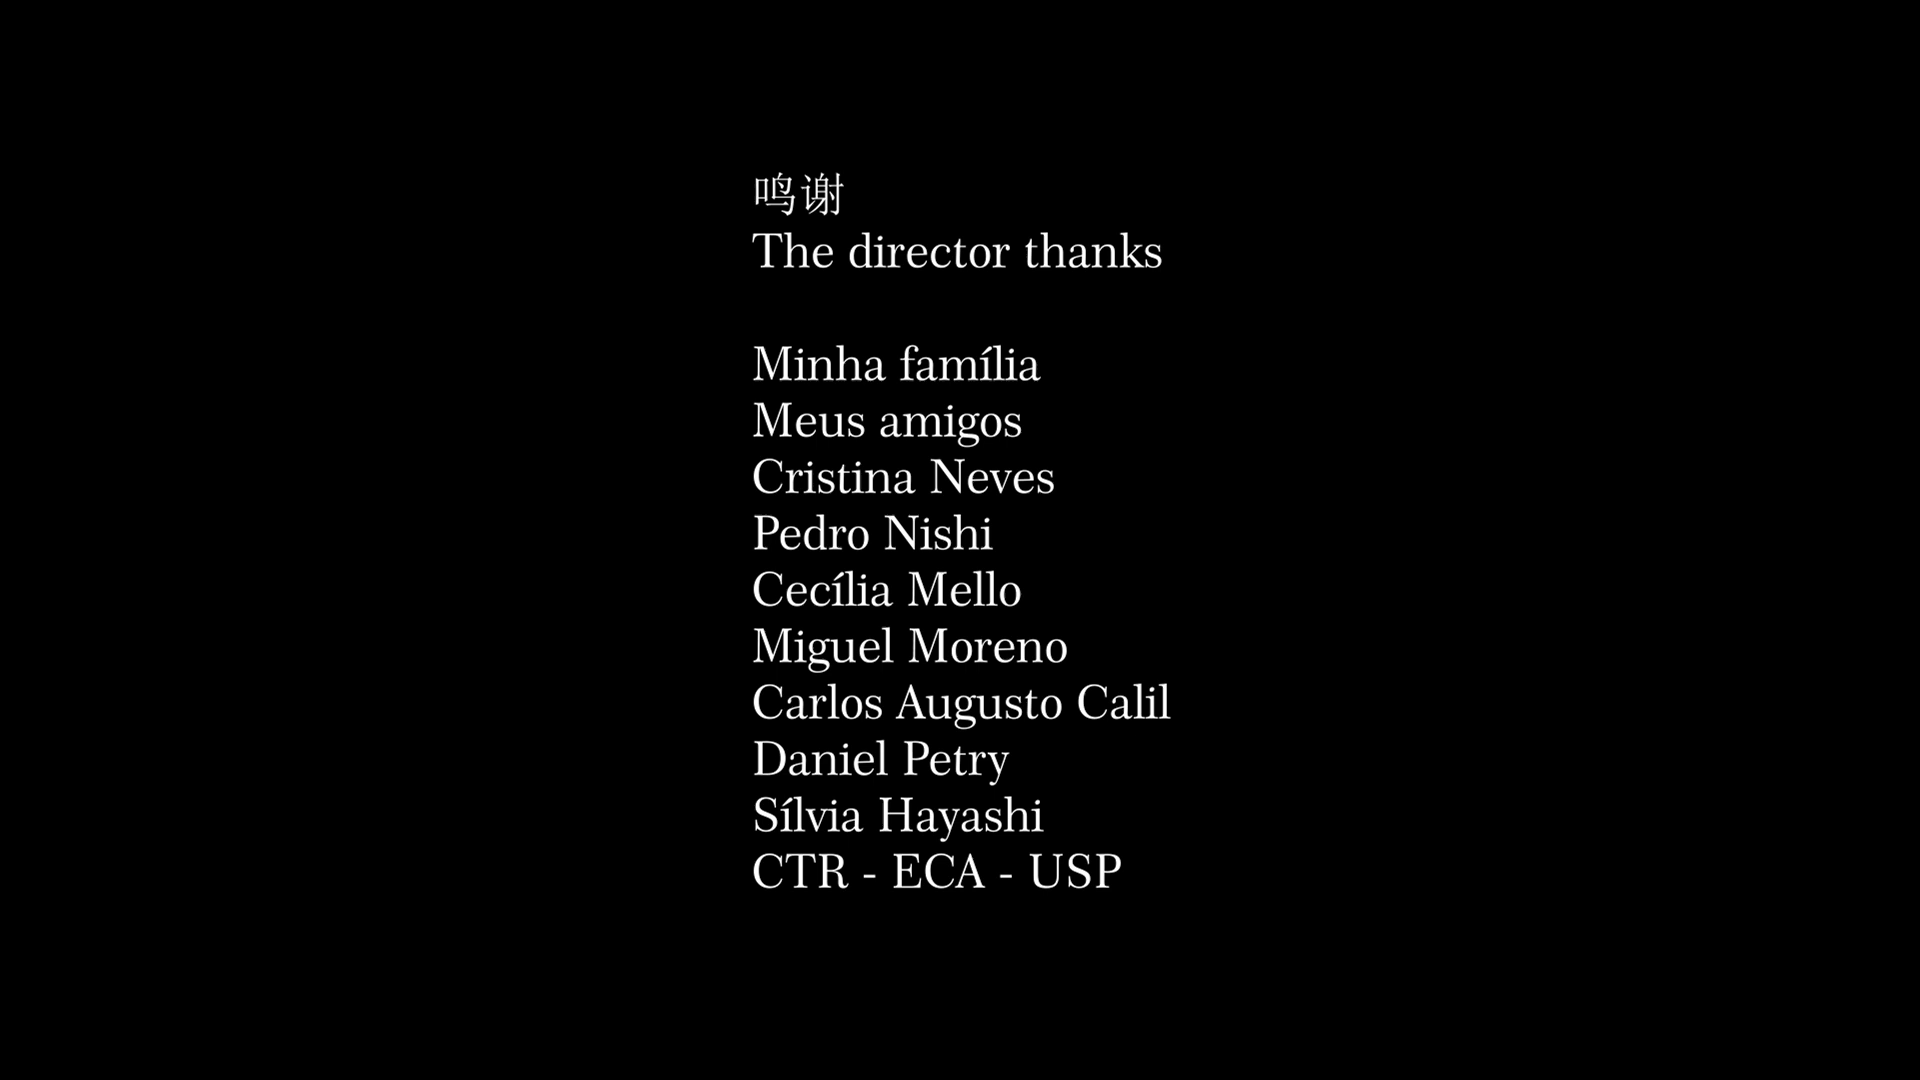 鸣谢
The director thanks
Minha família
Meus amigos
Cristina Neves
Pedro Nishi
Cecília Mello
Miguel Moreno
Carlos Augusto Calil
Daniel Petry
Sílvia Hayashi
CTR - ECA - USP